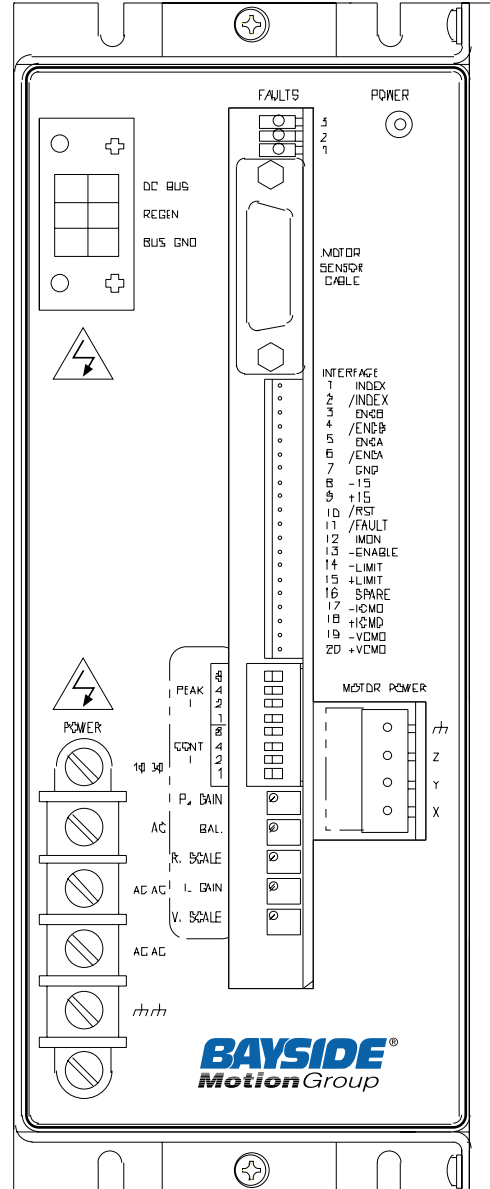 FAULTS
POWER
3
2
1
DC BUS
REGEN
BUS GND
MOTOR
SENSOR
CABLE
INTERFACE
1 INDEX
2 /INDEX
3 ENCB
4 /ENCB
5 ENCA
6 /ENCA
7 GND
8 -15
9 +15
10 /RST
11 /FAULT
12 IMON
13 -ENABLE
14 -LIMIT
15 +LIMIT
16 SPARE
17 -ICMD
18 +ICMD
19 -VCMD
20 +VCMD
PEAK
I
8
4
2
1
CONT
I
8
4
2
1
MOTOR POWER
Z
Y
X
POWER
1Φ 3Φ
AC
AC AC
AC AC
P. GAIN
BAL.
R. SCALE
I. GAIN
V. SCALE
BAYSIDE®
Motion Group